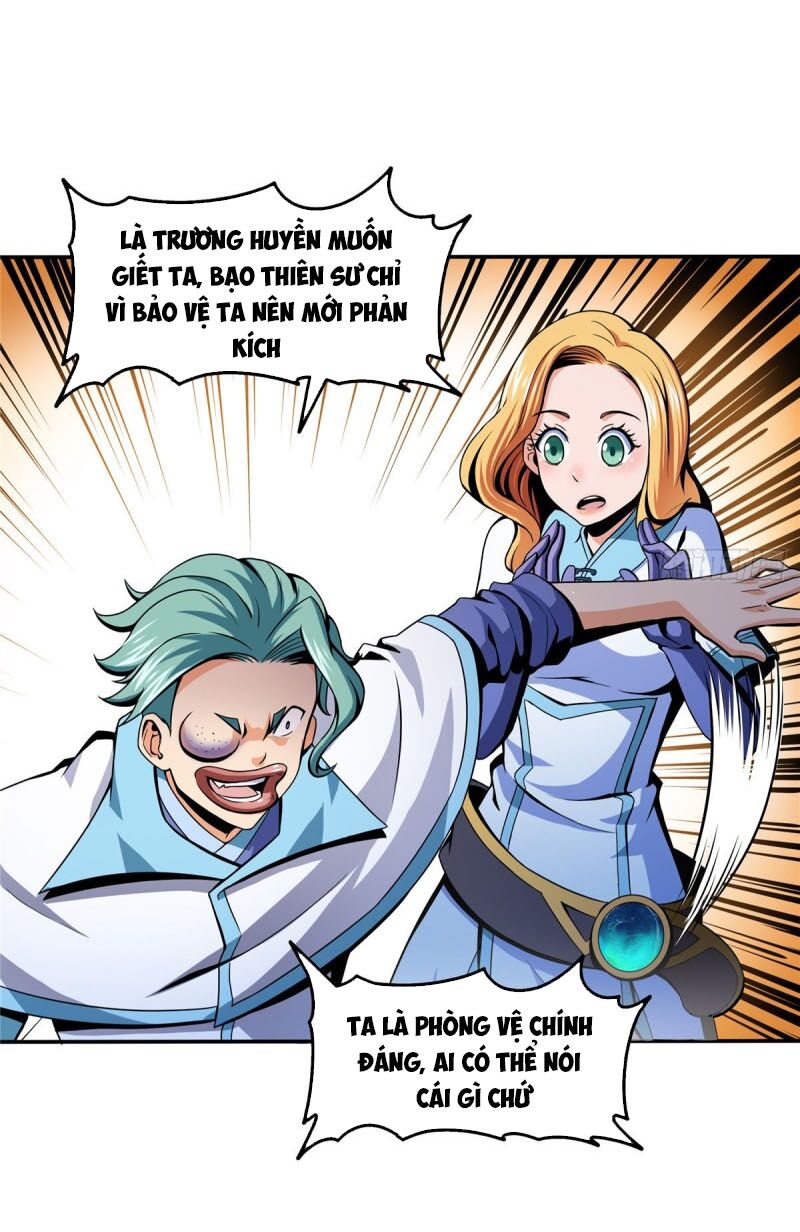 LÀ TRƯƠNG HUYỀN MUỐN
GIẾT TA, BẠO THIÊN SƯ CHỈ
VÌ BẢO VỆ TA NÊN MỚI PHẢN
KÍCH
TA LÀ PHÒNG VỆ CHÍNH
ĐÁNG, AI CÓ THỂ NÓI
CÁI GÌ CHỨ